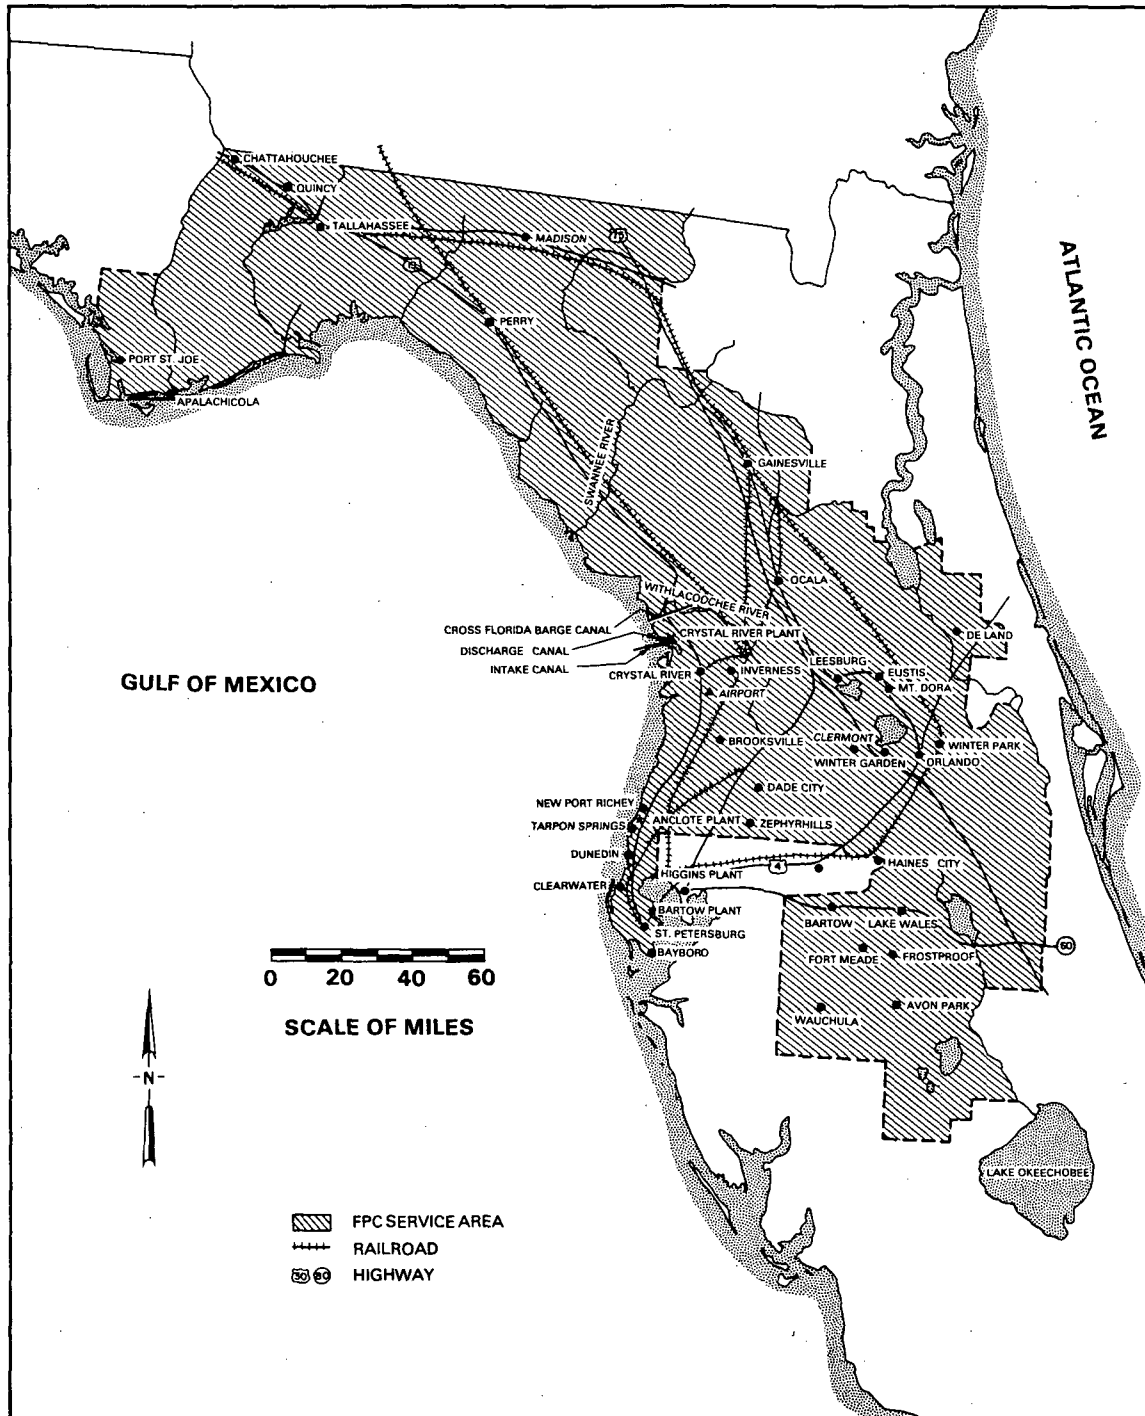 CHATTAHOUCHEE
QUINCY
TALLAHASSEE
MADISON
ATLANTIC OCEAN
PERRY
PORT ST. JOE
APALACHICOLA
SWANNEE RIVER
GAINESVILLE
OCALA
WITHLACOOCHEE RIVER
CROSS FLORIDA BARGE CANAL
CRYSTAL RIVER PLANT
DE LAND
DISCHARGE CANAL
INTAKE CANAL
CRYSTAL RIVER
INVERNESS
LEESBURG
EUSTIS
GULF OF MEXICO
AIRPORT
MT. DORA
BROOKSVILLE
CLERMONT
WINTER PARK
WINTER GARDEN
ORLANDO
DADE CITY
NEW PORT RICHEY
ANCLOTE PLANT
ZEPHYRHILLS
TARPON SPRINGS
DUNEDIN
HAINES CITY
4
HIGGINS PLANT
CLEARWATER
BARTOW PLANT
BARTOW
LAKE WALES
ST. PETERSBURG
60
BAYBORO
FORT MEADE
FROSTPROOF
0 20 40 60
SCALE OF MILES
WAUCHULA
AVON PARK
-N-
LAKE OKEECHOBEE
FPC SERVICE AREA
RAILROAD
HIGHWAY